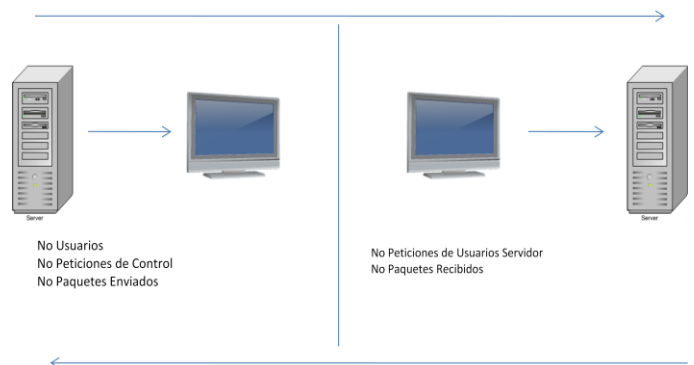 Server
No Usuarios
No Peticiones de Control
No Paquetes Enviados
Server
No Peticiones de Usuarios Servidor
No Paquetes Recibidos